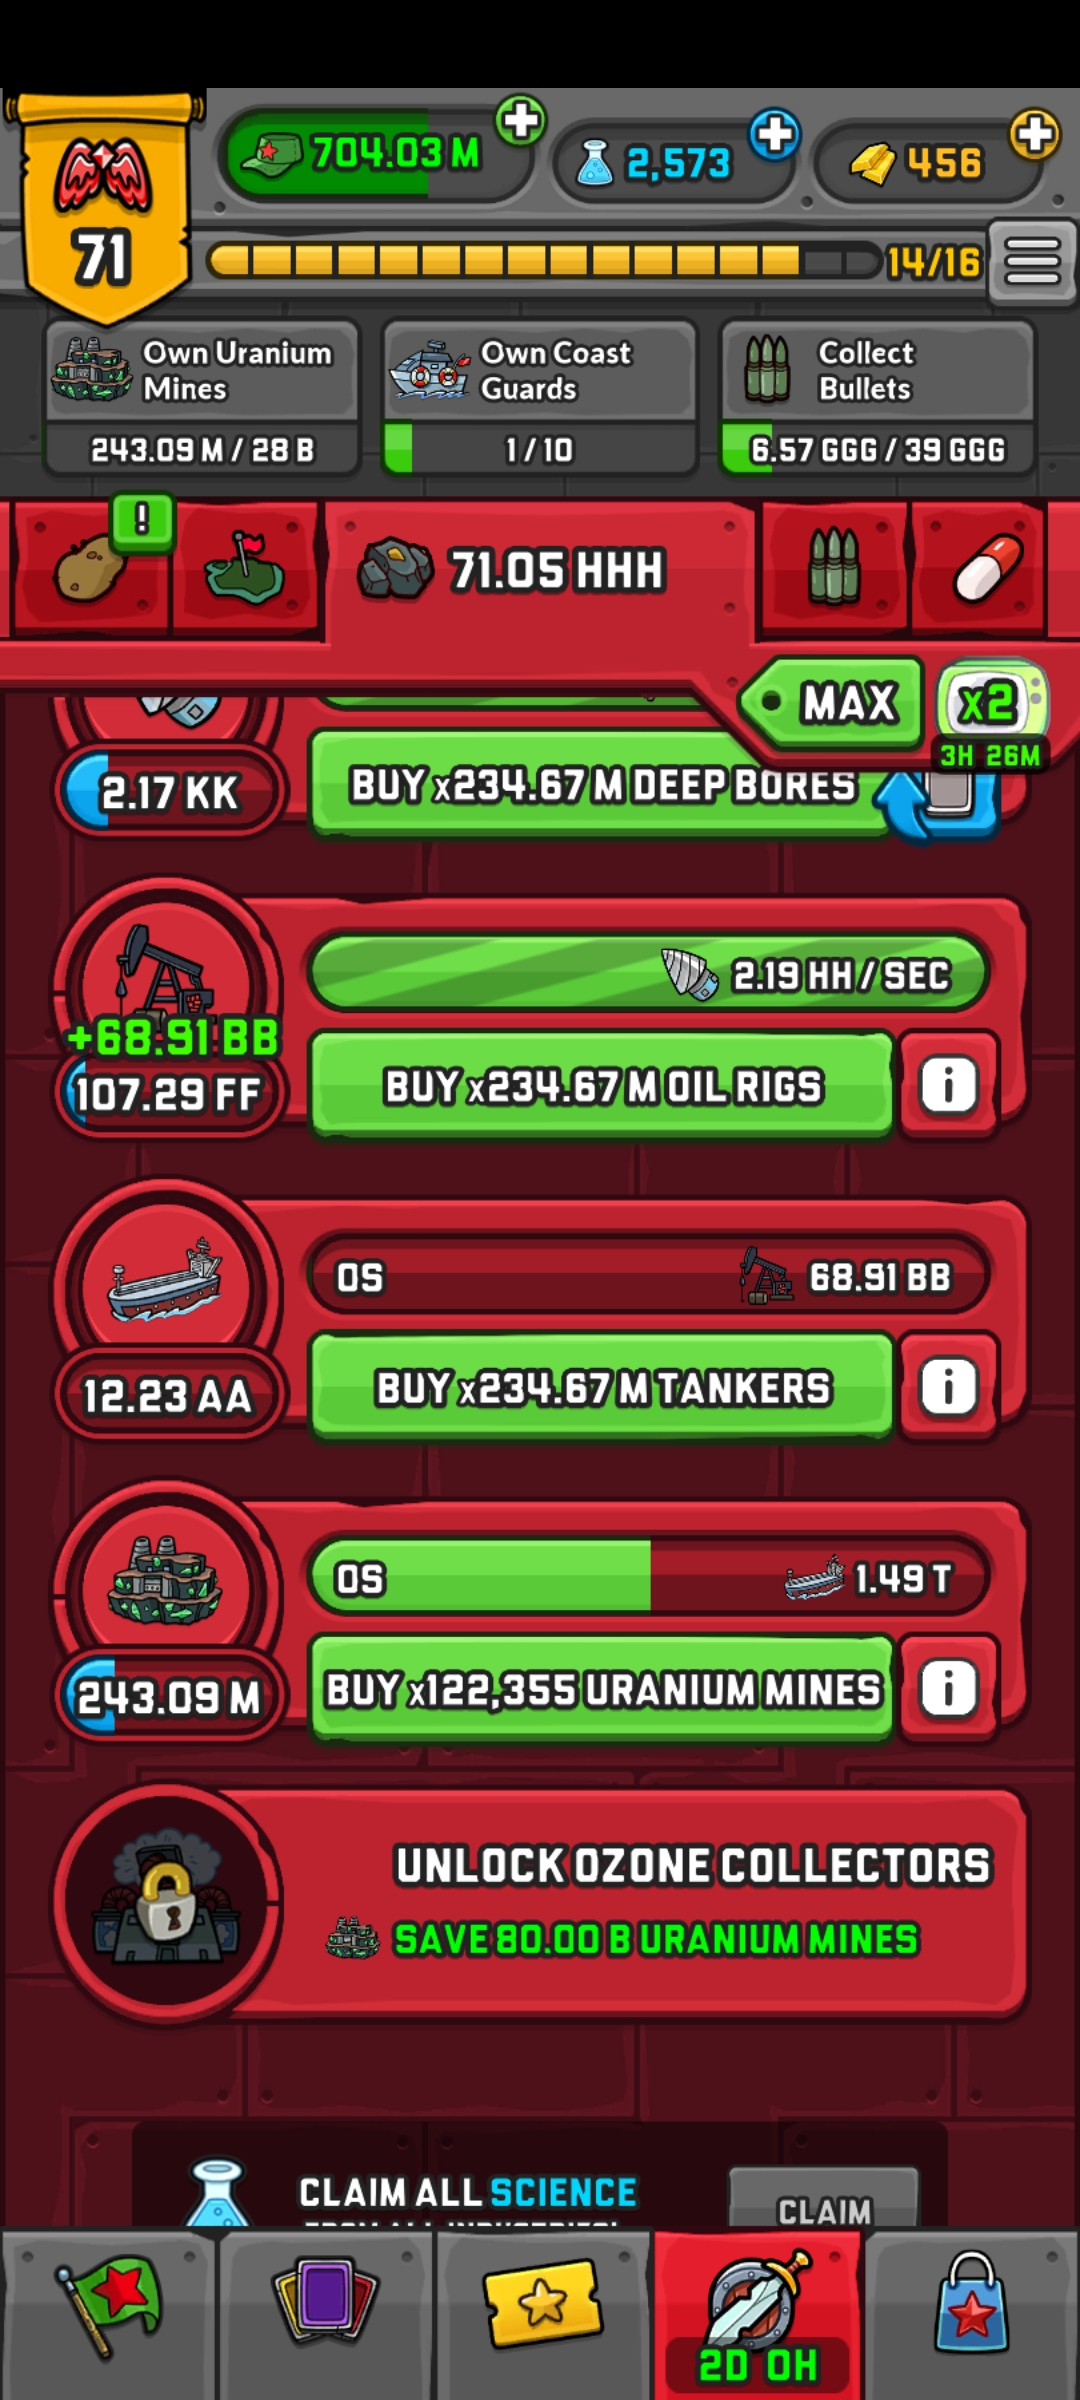 704.03 M
2,573
456
71
14/16
Own Uranium
Mines
243.09 M / 28 B
Own Coast
Guards
1 / 10
Collect
Bullets
6.57 GGG / 39 GGG
!
71.05 HHH
MAX
x2
3H 26M
2.17 KK
BUY x234.67 M DEEP BORES
2.19 HH / SEC
+68.91 BB
107.29 FF
BUY x234.67 M OIL RIGS
i
0S
68.91 BB
12.23 AA
BUY x234.67 M TANKERS
i
0S
1.49 T
243.09 M
BUY x122,355 URANIUM MINES
i
UNLOCK OZONE COLLECTORS
SAVE 80.00 B URANIUM MINES
CLAIM ALL SCIENCE
FROM ALL INDUSTRIES!
CLAIM
2D 0H